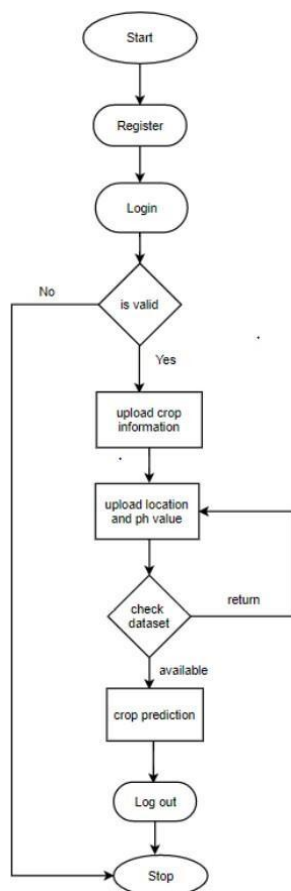 Start
Register
Login
No
is valid
Yes
upload crop
information
upload location
and ph value
check
dataset
return
available
crop prediction
Log out
Stop